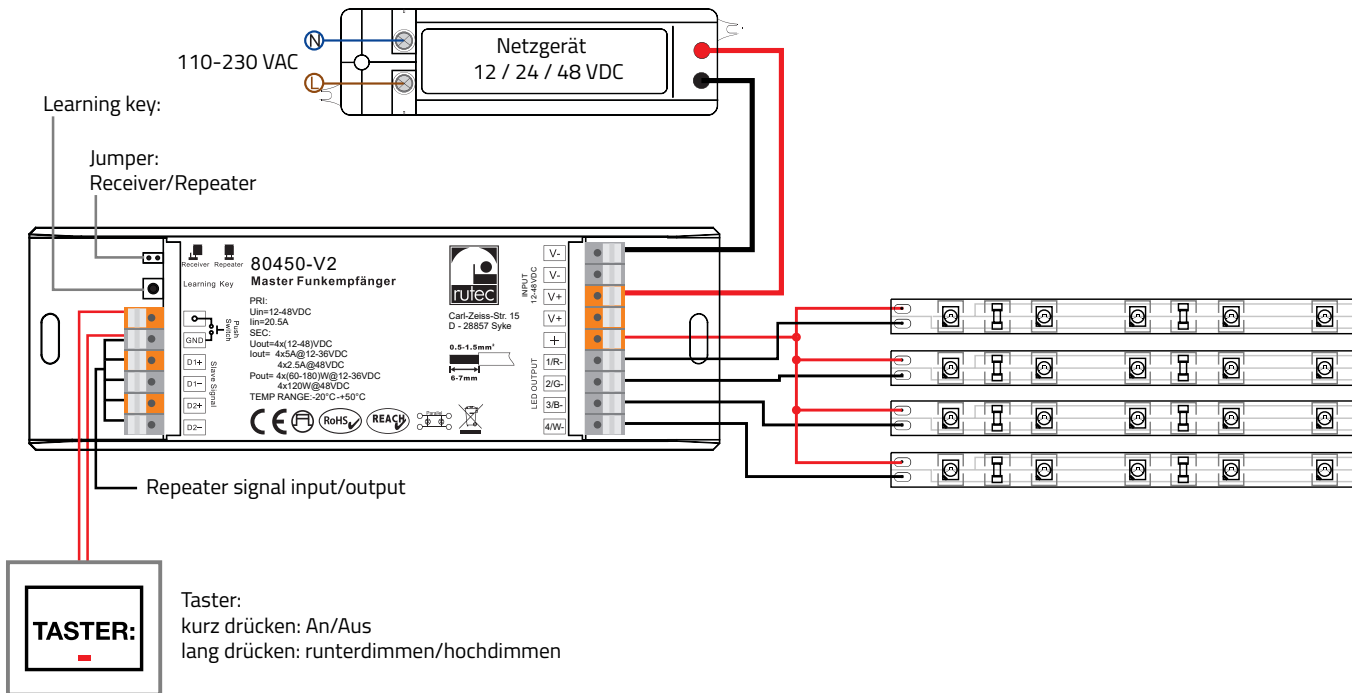 N
110-230 VAC
L
Netzgerät
12 / 24 / 48 VDC
Learning key:
Jumper:
Receiver/Repeater
Receiver Repeater
Learning Key
80450-V2
Master Funkempfänger
PRI:
Uin=12-48VDC
Iin=20.5A
SEC:
Uout=4x(12-48)VDC
Iout= 4x5A@12-36VDC
4x2.5A@48VDC
Pout= 4x(60-180)W@12-36VDC
4x120W@48VDC
TEMP RANGE:-20°C-+50°C
CE
RoHS
REACH
Parallel
rutec
Carl-Zeiss-Str. 15
D - 28857 Syke
0.5-1.5mm²
6-7mm
Push
Switch
GND
Slave Signal
D1+
D1-
D2+
D2-
INPUT
12-48VDC
V-
V-
V+
V+
+
LED OUTPUT
1/R-
2/G-
3/B-
4/W-
Repeater signal input/output
TASTER:
Taster:
kurz drücken: An/Aus
lang drücken: runterdimmen/hochdimmen